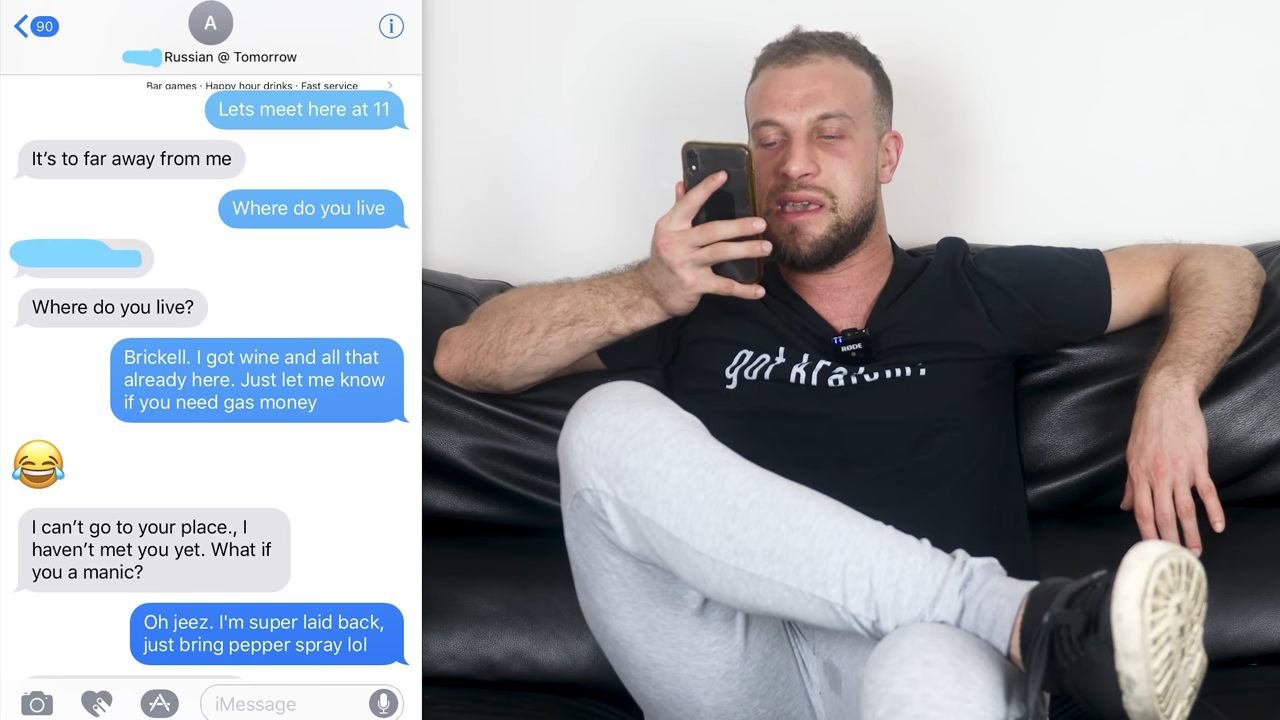 90
A
Russian @ Tomorrow
Bar games · Happy hour drinks · Fast service
Lets meet here at 11
It's to far away from me
Where do you live
Where do you live?
Brickell. I got wine and all that
already here. Just let me know
if you need gas money
I can't go to your place., I
haven't met you yet. What if
you a manic?
Oh jeez. I'm super laid back,
just bring pepper spray lol
iMessage
got kratom?
RØDE